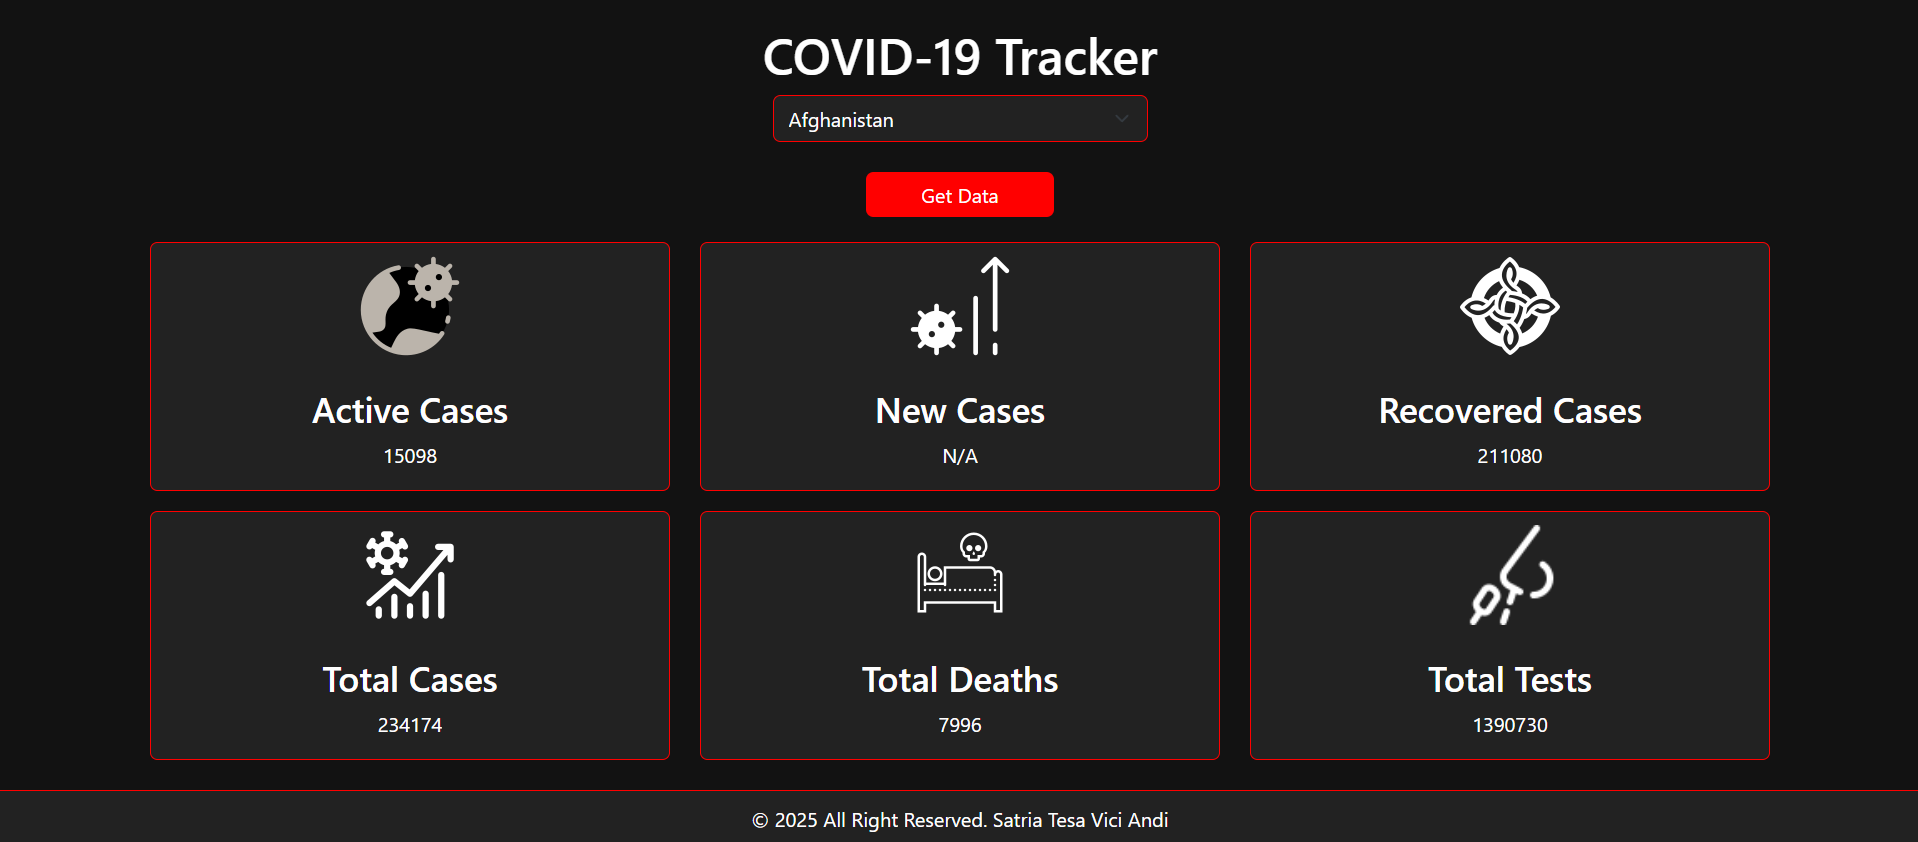 COVID-19 Tracker
Afghanistan
Get Data
Active Cases
15098
New Cases
N/A
Recovered Cases
211080
Total Cases
234174
Total Deaths
7996
Total Tests
1390730
© 2025 All Right Reserved. Satria Tesa Vici Andi